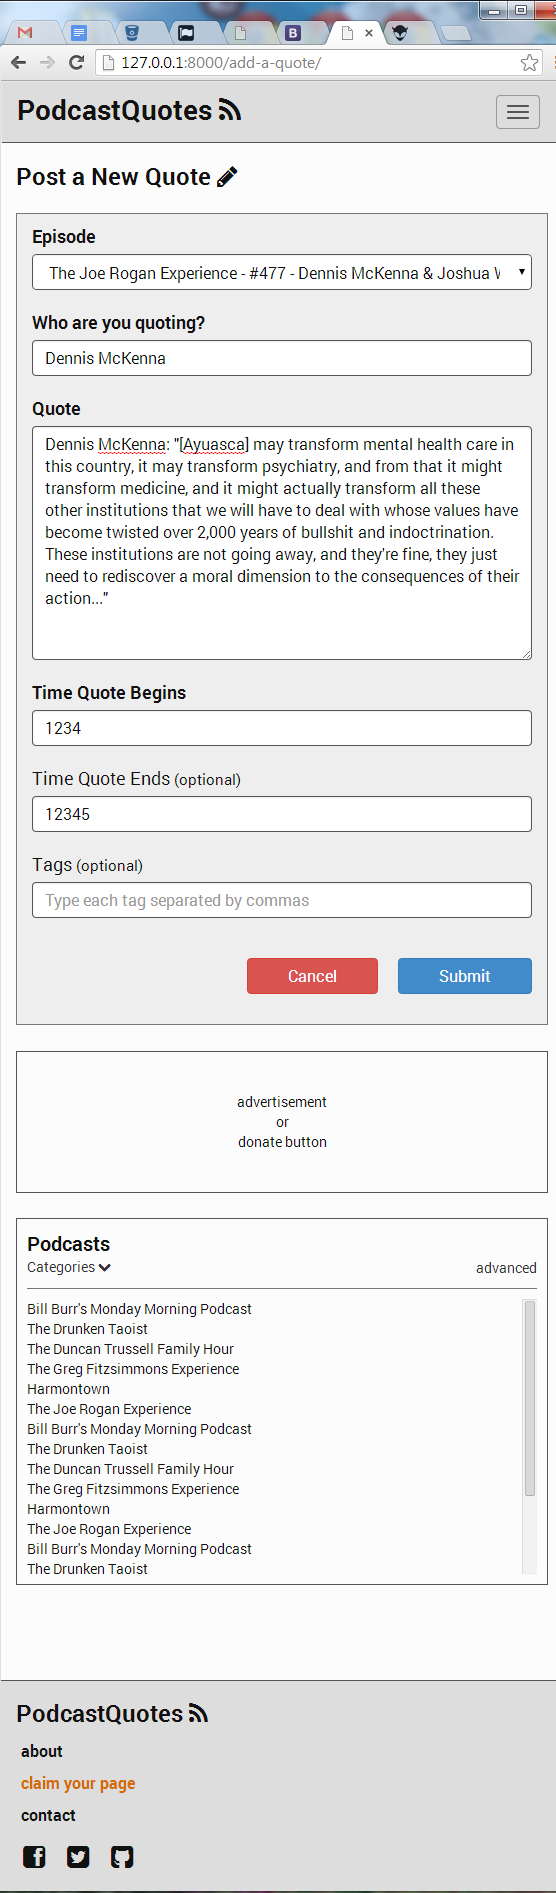 127.0.0.1:8000/add-a-quote/
PodcastQuotes
Post a New Quote
Episode
The Joe Rogan Experience - #477 - Dennis McKenna & Joshua
Who are you quoting?
Dennis McKenna
Quote
Dennis McKenna: "[Ayuasca] may transform mental health care in
this country, it may transform psychiatry, and from that it might
transform medicine, and it might actually transform all these
other institutions that we will have to deal with whose values have
become twisted over 2,000 years of bullshit and indoctrination.
These institutions are not going away, and they're fine, they just
need to rediscover a moral dimension to the consequences of their
action..."
Time Quote Begins
1234
Time Quote Ends (optional)
12345
Tags (optional)
Type each tag separated by commas
Cancel Submit
advertisement
or
donate button
Podcasts
Categories advanced
Bill Burr's Monday Morning Podcast
The Drunken Taoist
The Duncan Trussell Family Hour
The Greg Fitzsimmons Experience
Harmontown
The Joe Rogan Experience
Bill Burr's Monday Morning Podcast
The Drunken Taoist
The Duncan Trussell Family Hour
The Greg Fitzsimmons Experience
Harmontown
The Joe Rogan Experience
Bill Burr's Monday Morning Podcast
The Drunken Taoist
PodcastQuotes
about
claim your page
contact